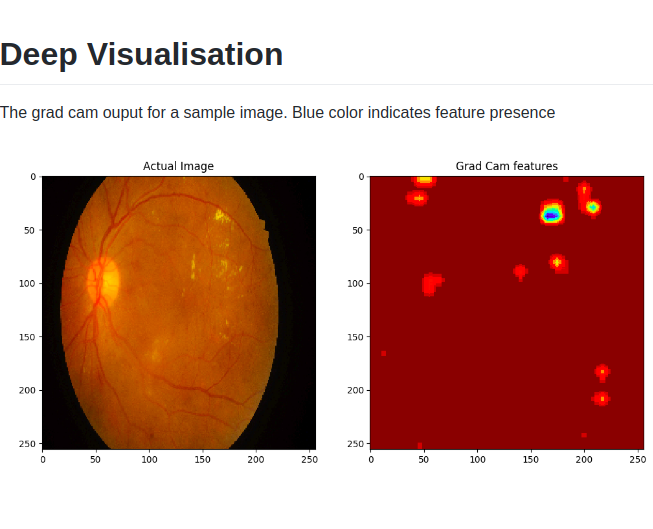 Deep Visualisation
The grad cam ouput for a sample image. Blue color indicates feature presence
Actual Image
0
50
100
150
200
250
0 50 100 150 200 250
Grad Cam features
0
50
100
150
200
250
0 50 100 150 200 250